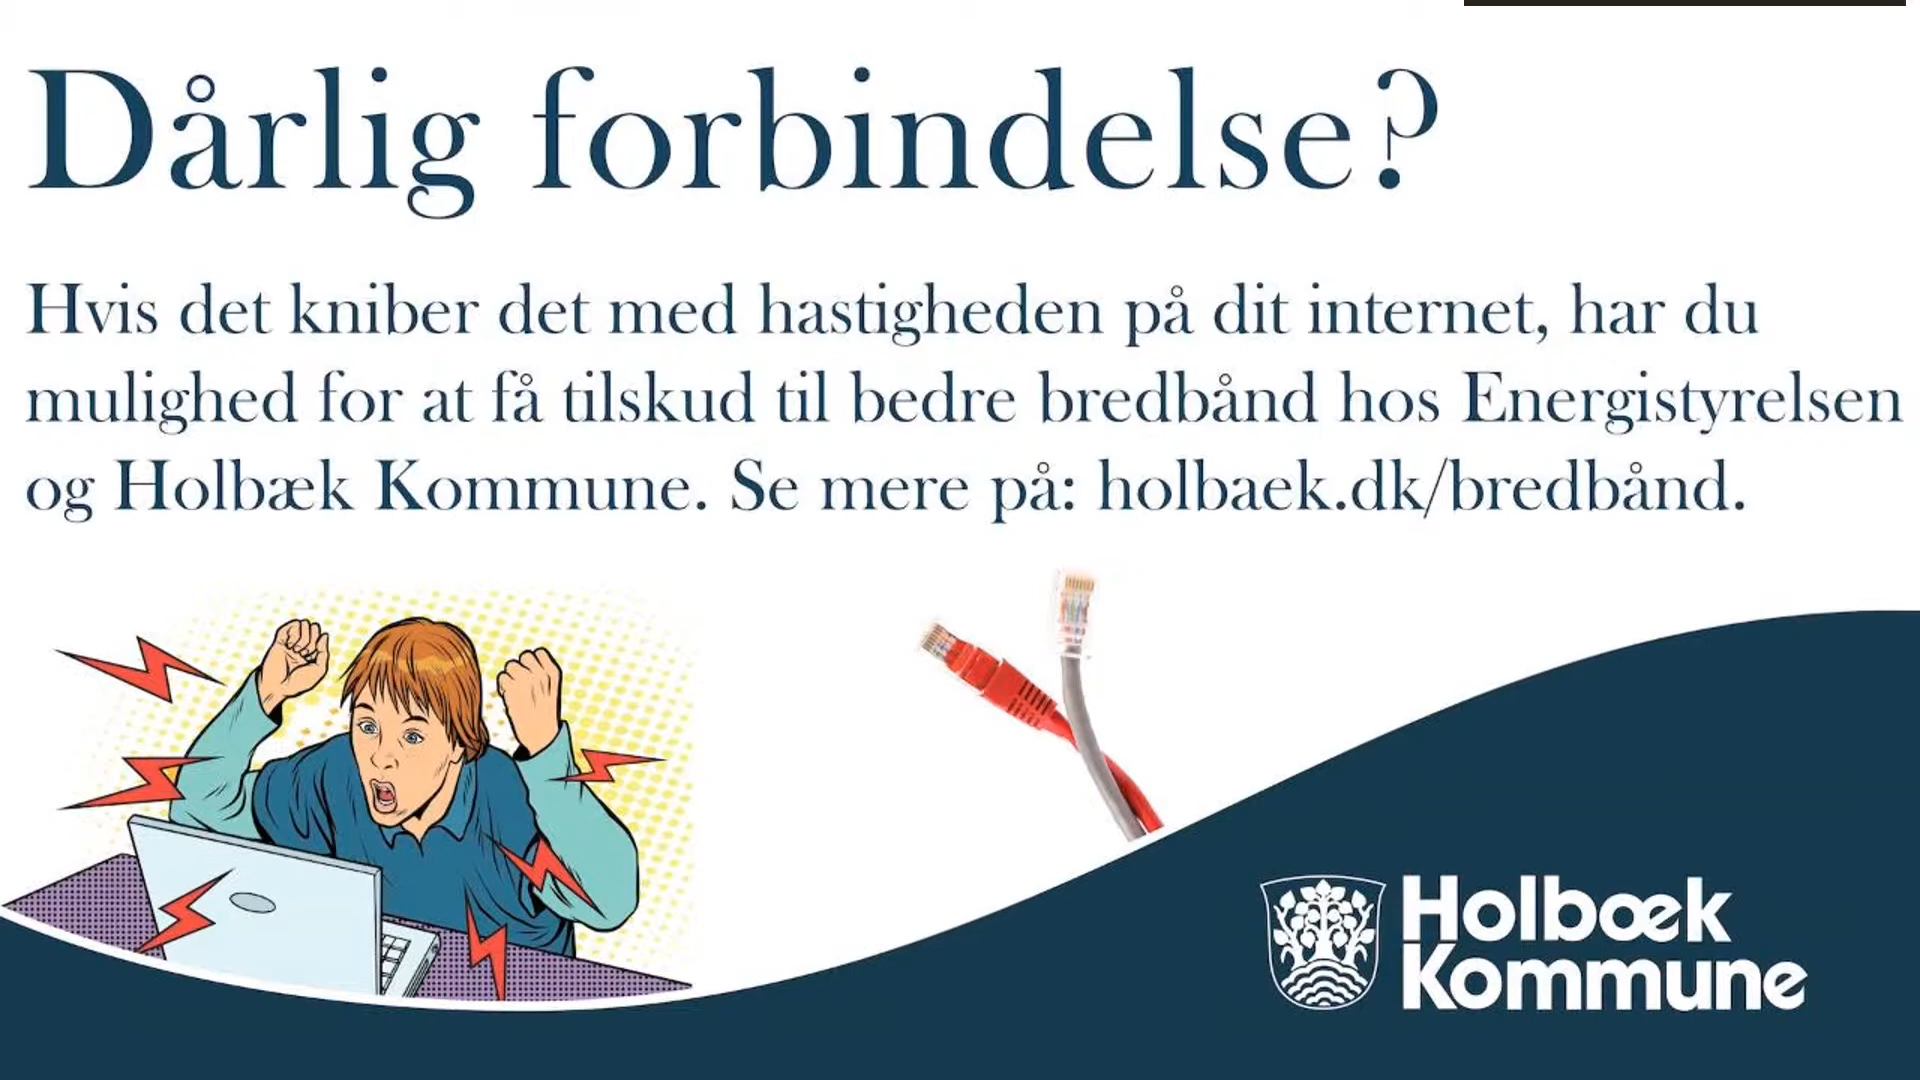 Dårlig forbindelse?
Hvis det kniber det med hastigheden på dit internet, har du
mulighed for at få tilskud til bedre bredbånd hos Energistyrelsen
og Holbæk Kommune. Se mere på: holbaek.dk/bredbånd.
Holbæk
Kommune